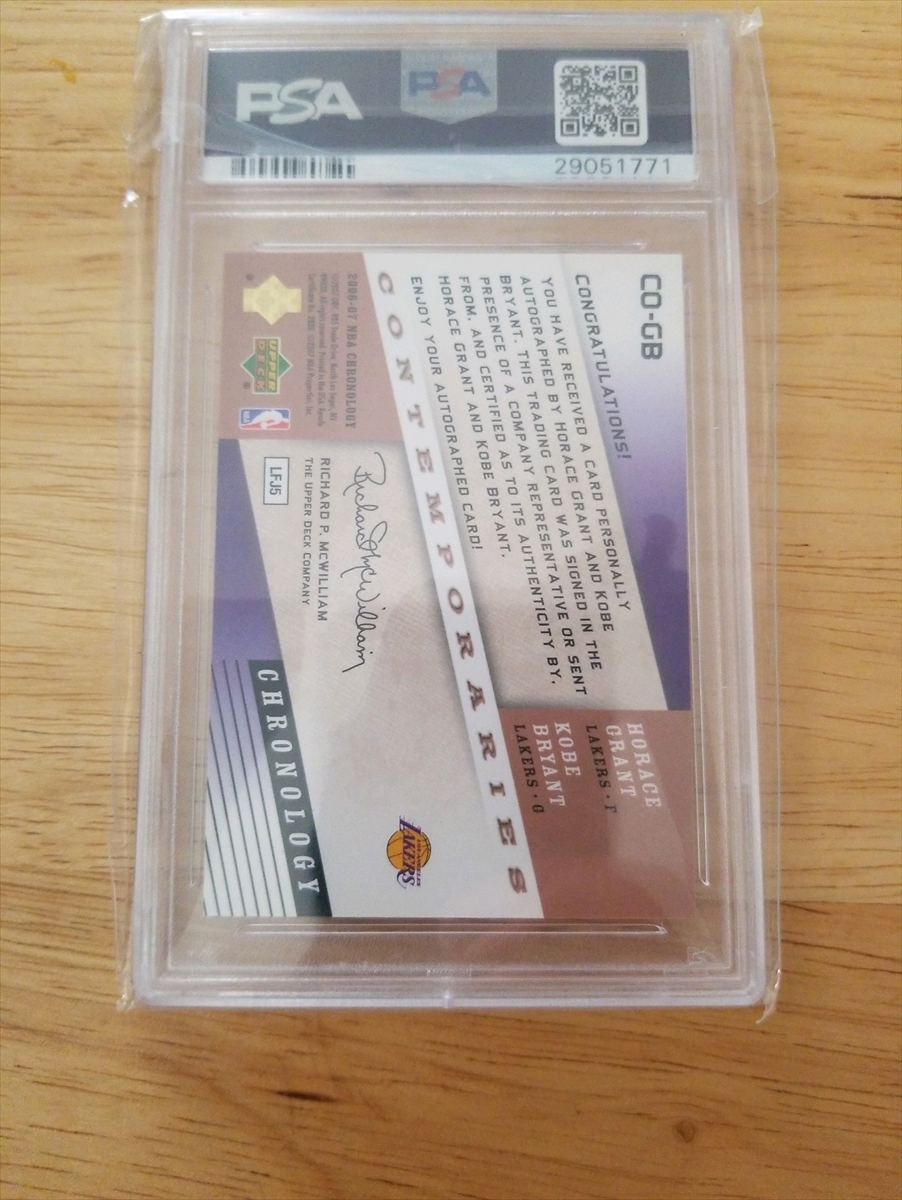 PSA
PSA
29051771
CO-GB
CONGRATULATIONS!
YOU HAVE RECEIVED A CARD PERSONALLY
AUTOGRAPHED BY HORACE GRANT AND KOBE
BRYANT. THIS TRADING CARD WAS SIGNED IN THE
PRESENCE OF A COMPANY REPRESENTATIVE OR SENT
FROM, AND CERTIFIED AS TO ITS AUTHENTICITY BY,
HORACE GRANT AND KOBE BRYANT.
ENJOY YOUR AUTOGRAPHED CARD!
HORACE
GRANT
LAKERS · F
KOBE
BRYANT
LAKERS · G
CONTEMPORARIES
2006-07 NBA CHRONOLOGY
UPPER
DECK
Richard P. McWilliam
RICHARD P. MCWILLIAM
THE UPPER DECK COMPANY
LFJ5
LAKERS
CHRONOLOGY